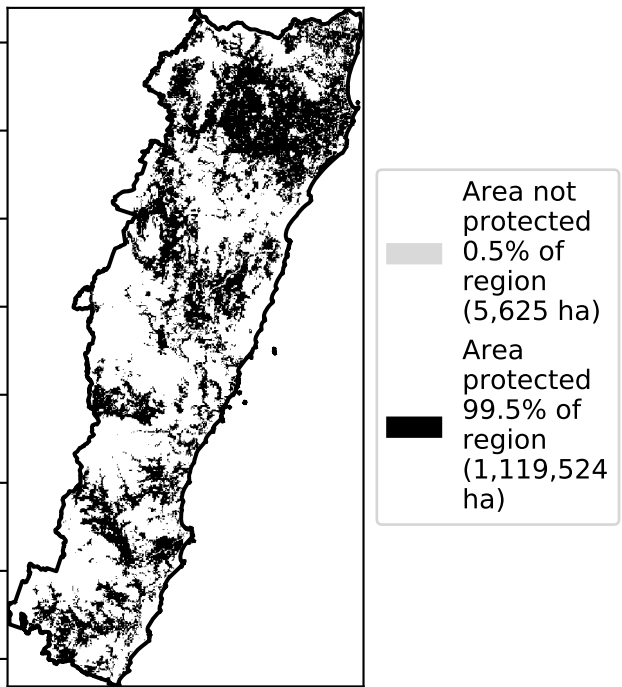 Area not
protected
0.5% of
region
(5,625 ha)
Area
protected
99.5% of
region
(1,119,524
ha)